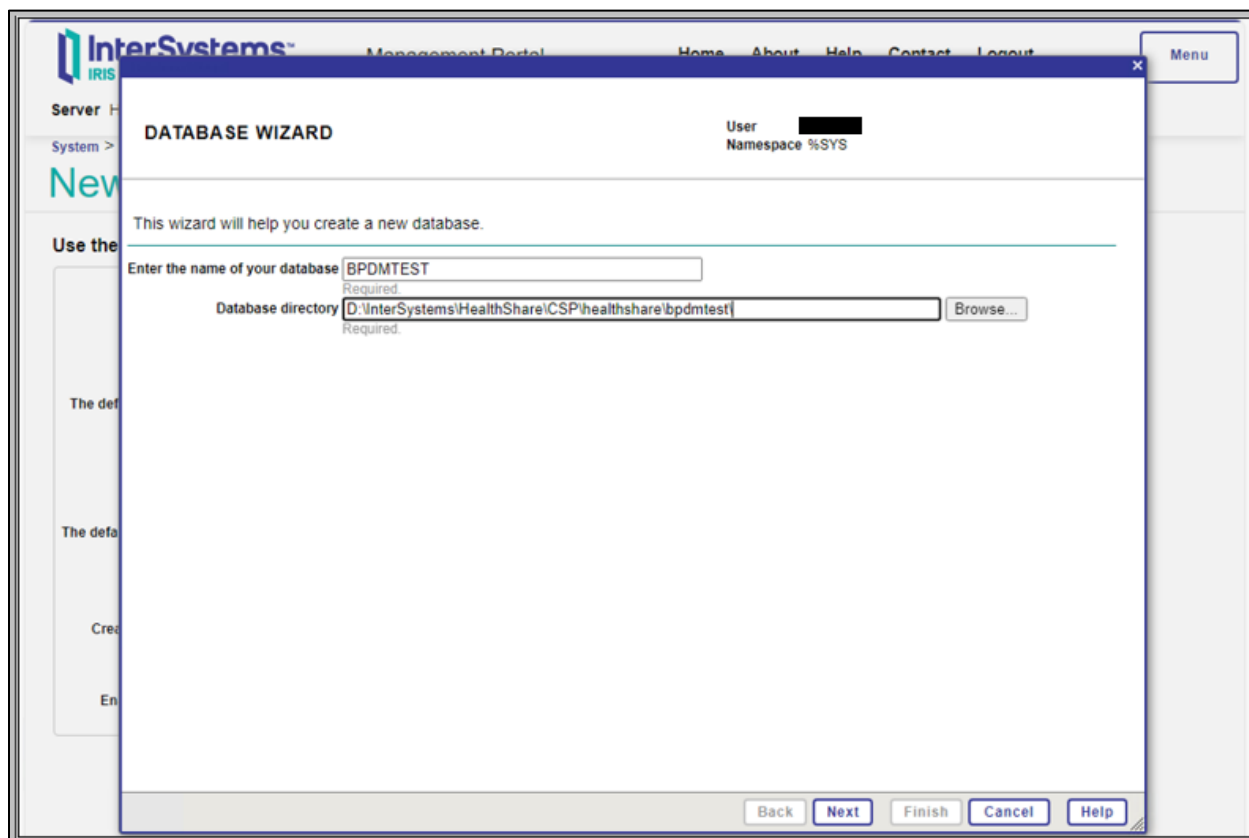 InterSystems™ Management Portal Home About Help Contact Logout Menu
IRIS
Server H
System >
New
Use the
The def
The defa
Crea
En
×
DATABASE WIZARD
User
Namespace %SYS
This wizard will help you create a new database.
Enter the name of your database BPDMTEST
Required.
Database directory D:\InterSystems\HealthShare\CSP\healthshare\bpdmtest\ Browse...
Required.
Back Next Finish Cancel Help